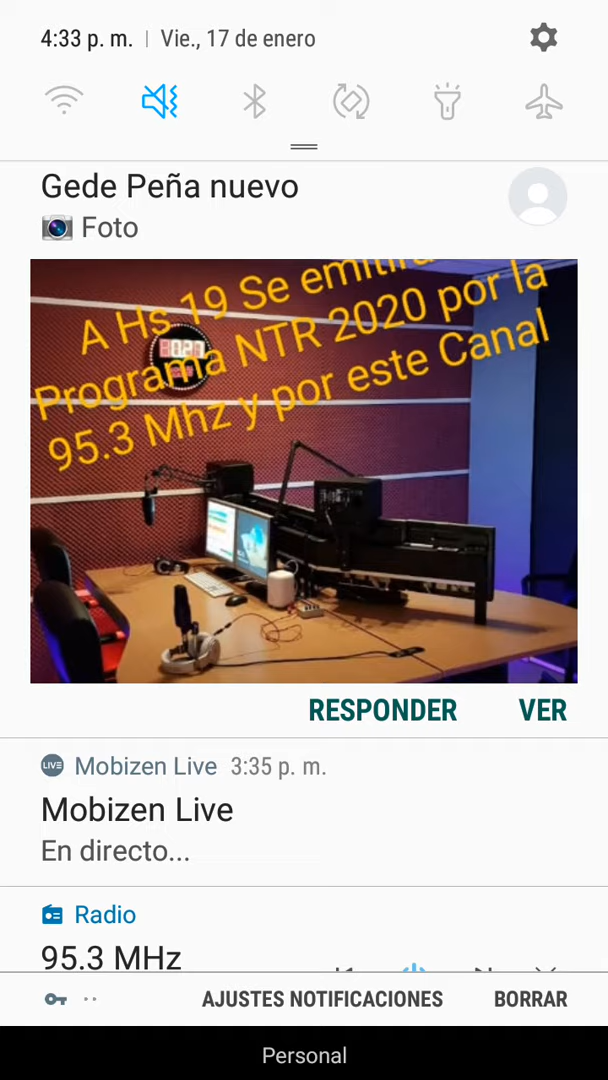 4:33 p. m. | Vie., 17 de enero
Gede Peña nuevo
Foto
A Hs 19 Se emitirá
Programa NTR 2020 por la
95.3 Mhz y por este Canal
RESPONDER VER
LIVE Mobizen Live 3:35 p. m.
Mobizen Live
En directo...
Radio
95.3 MHz
AJUSTES NOTIFICACIONES BORRAR
Personal